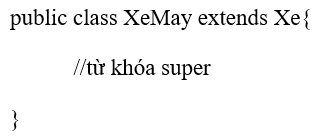 public class XeMay extends Xe{
//từ khóa super
}